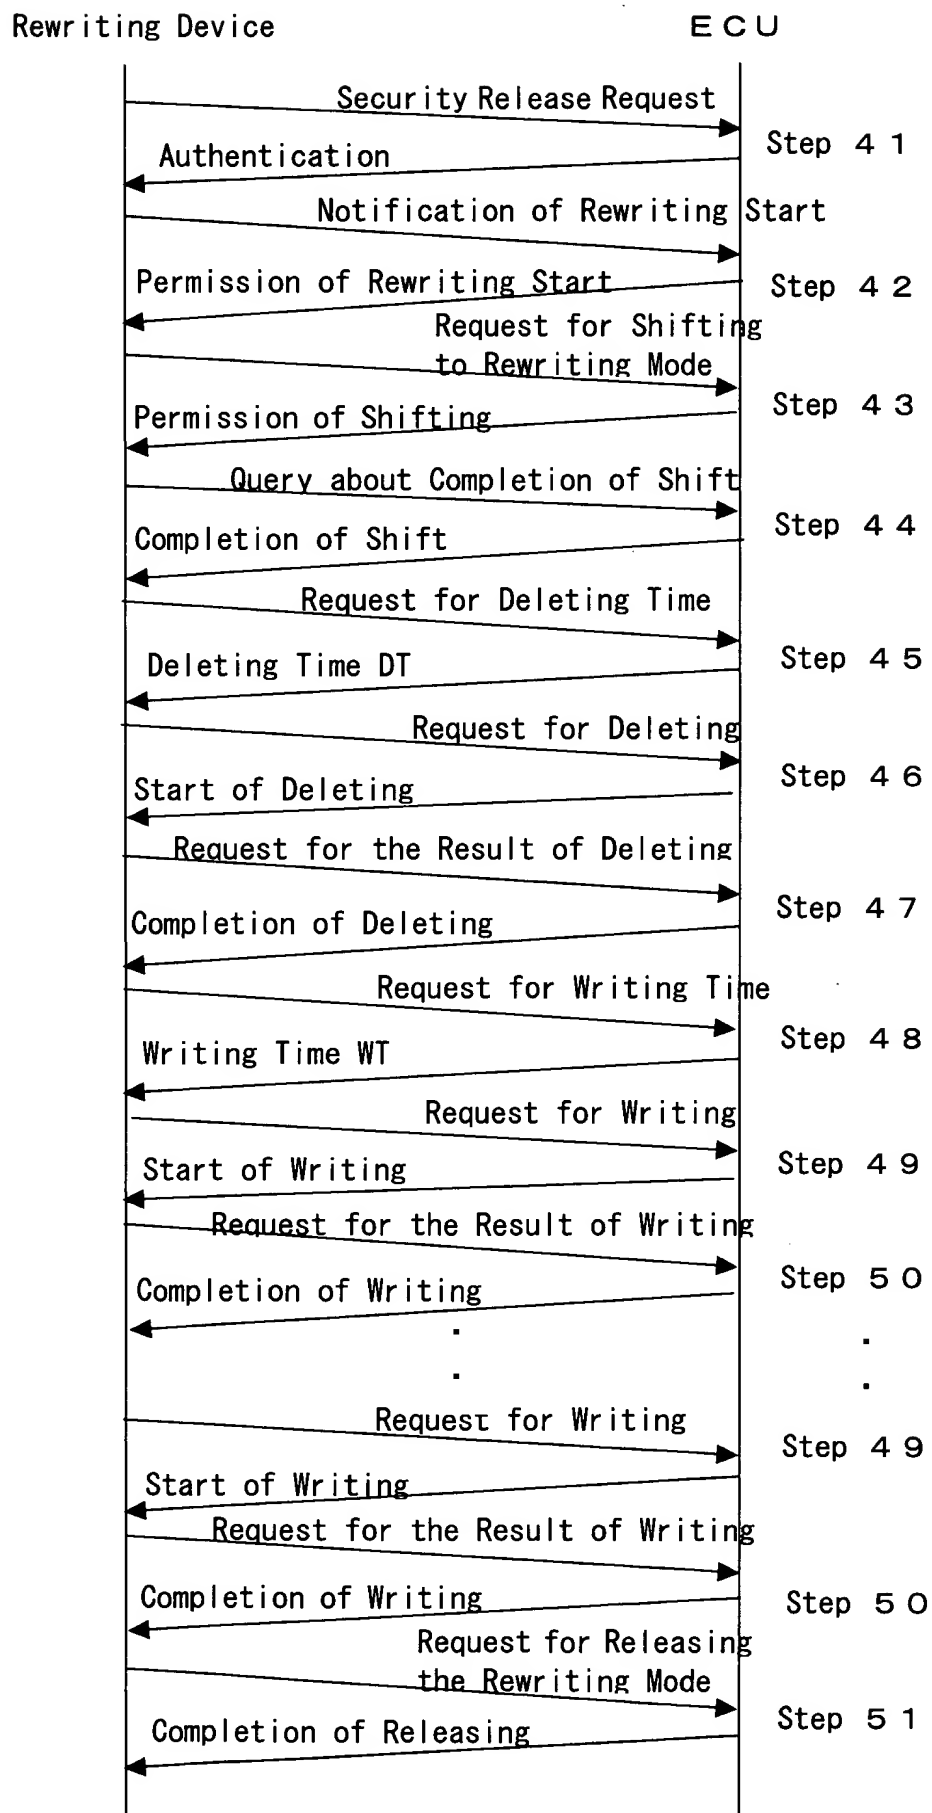 Rewriting Device
ECU
Security Release Request
Step 41
Authentication
Notification of Rewriting Start
Permission of Rewriting Start
Step 42
Request for Shifting
to Rewriting Mode
Step 43
Permission of Shifting
Query about Completion of Shift
Step 44
Completion of Shift
Request for Deleting Time
Step 45
Deleting Time DT
Request for Deleting
Step 46
Start of Deleting
Request for the Result of Deleting
Step 47
Completion of Deleting
Request for Writing Time
Step 48
Writing Time WT
Request for Writing
Step 49
Start of Writing
Request for the Result of Writing
Step 50
Completion of Writing
Request for Writing
Step 49
Start of Writing
Request for the Result of Writing
Completion of Writing
Step 50
Request for Releasing
the Rewriting Mode
Step 51
Completion of Releasing